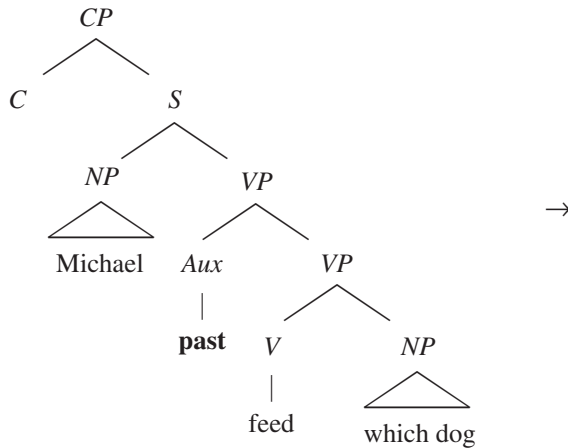 CP
C S
NP VP
→
Michael Aux VP
past V NP
feed which dog